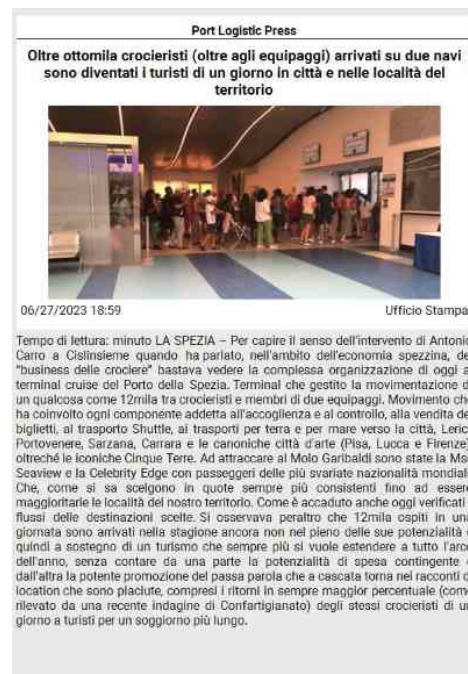 Port Logistic Press
Oltre ottomila crocieristi (oltre agli equipaggi) arrivati su due navi
sono diventati i turisti di un giorno in città e nelle località del
territorio
06/27/2023 18:59 Ufficio Stampa
Tempo di lettura: minuto LA SPEZIA – Per capire il senso dell'intervento di Antonio
Carro a Cislinsieme quando ha parlato, nell'ambito dell'economia spezzina, de
"business delle crociere" bastava vedere la complessa organizzazione di oggi a
terminal cruise del Porto della Spezia. Terminal che gestito la movimentazione d
un qualcosa come 12mila tra crocieristi e membri di due equipaggi. Movimento che
ha coinvolto ogni componente addetta all'accoglienza e al controllo, alla vendita de
biglietti, al trasporto Shuttle, ai trasporti per terra e per mare verso la città, Lerici
Portovenere, Sarzana, Carrara e le canoniche città d'arte (Pisa, Lucca e Firenze)
oltreché le iconiche Cinque Terre. Ad attraccare al Molo Garibaldi sono state la Msc
Seaview e la Celebrity Edge con passeggeri delle più svariate nazionalità mondial
Che, come si sa scelgono in quote sempre più consistenti fino ad essere
maggioritarie le località del nostro territorio. Come è accaduto anche oggi verificati
flussi delle destinazioni scelte. Si osservava peraltro che 12mila ospiti in una
giornata sono arrivati nella stagione ancora non nel pieno delle sue potenzialità e
quindi a sostegno di un turismo che sempre più si vuole estendere a tutto l'arco
dell'anno, senza contare da una parte la potenzialità di spesa contingente e
dall'altra la potente promozione del passa parola che a cascata torna nei racconti d
location che sono piaciute, compresi i ritorni in sempre maggior percentuale (come
rilevato da una recente indagine di Confartigianato) degli stessi crocieristi di un
giorno a turisti per un soggiorno più lungo.